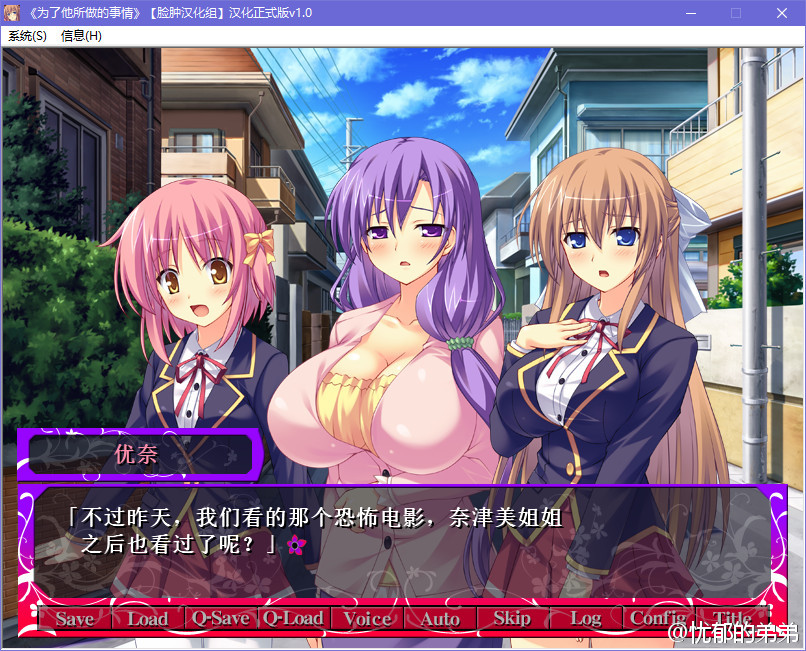 《为了他所做的事情》【脸肿汉化组】汉化正式版v1.0
系统(S) 信息(H)
优奈
「不过昨天，我们看的那个恐怖电影，奈津美姐姐
之后也看过了呢？」
Save Load Q-Save Q-Load Voice Auto Skip Log Config Title
@忧郁的弟弟